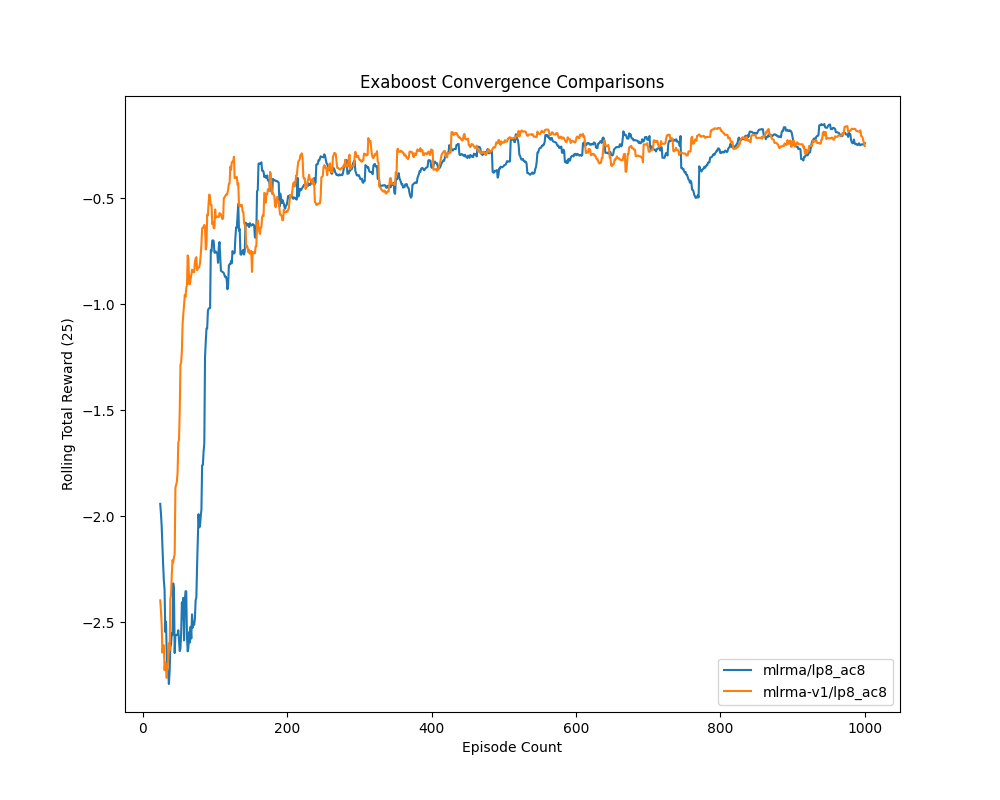 Exaboost Convergence Comparisons
Rolling Total Reward (25)
−0.5
−1.0
−1.5
−2.0
−2.5
mlrma/lp8_ac8
mlrma-v1/lp8_ac8
0 200 400 600 800 1000
Episode Count